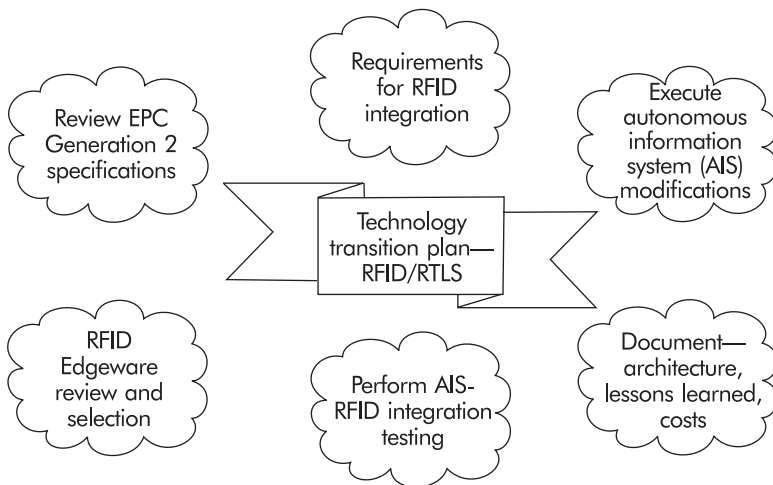 Requirements
for RFID
integration
Review EPC
Generation 2
specifications
Execute
autonomous
information
system (AIS)
modifications
Technology
transition plan—
RFID/RTLS
RFID
Edgeware
review and
selection
Perform AIS-
RFID integration
testing
Document—
architecture,
lessons learned,
costs